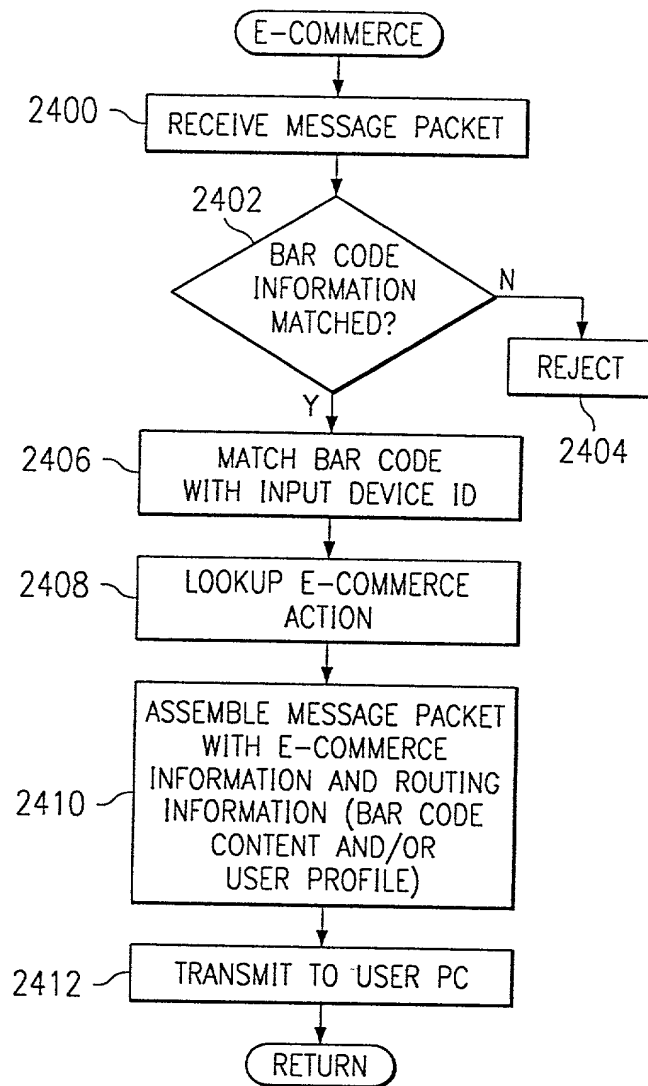 E-COMMERCE
2400
RECEIVE MESSAGE PACKET
2402
BAR CODE
INFORMATION
MATCHED?
N
REJECT
2404
Y
2406
MATCH BAR CODE
WITH INPUT DEVICE ID
2408
LOOKUP E-COMMERCE
ACTION
ASSEMBLE MESSAGE PACKET
WITH E-COMMERCE
INFORMATION AND ROUTING
INFORMATION (BAR CODE
CONTENT AND/OR
USER PROFILE)
2410
TRANSMIT TO USER PC
2412
RETURN